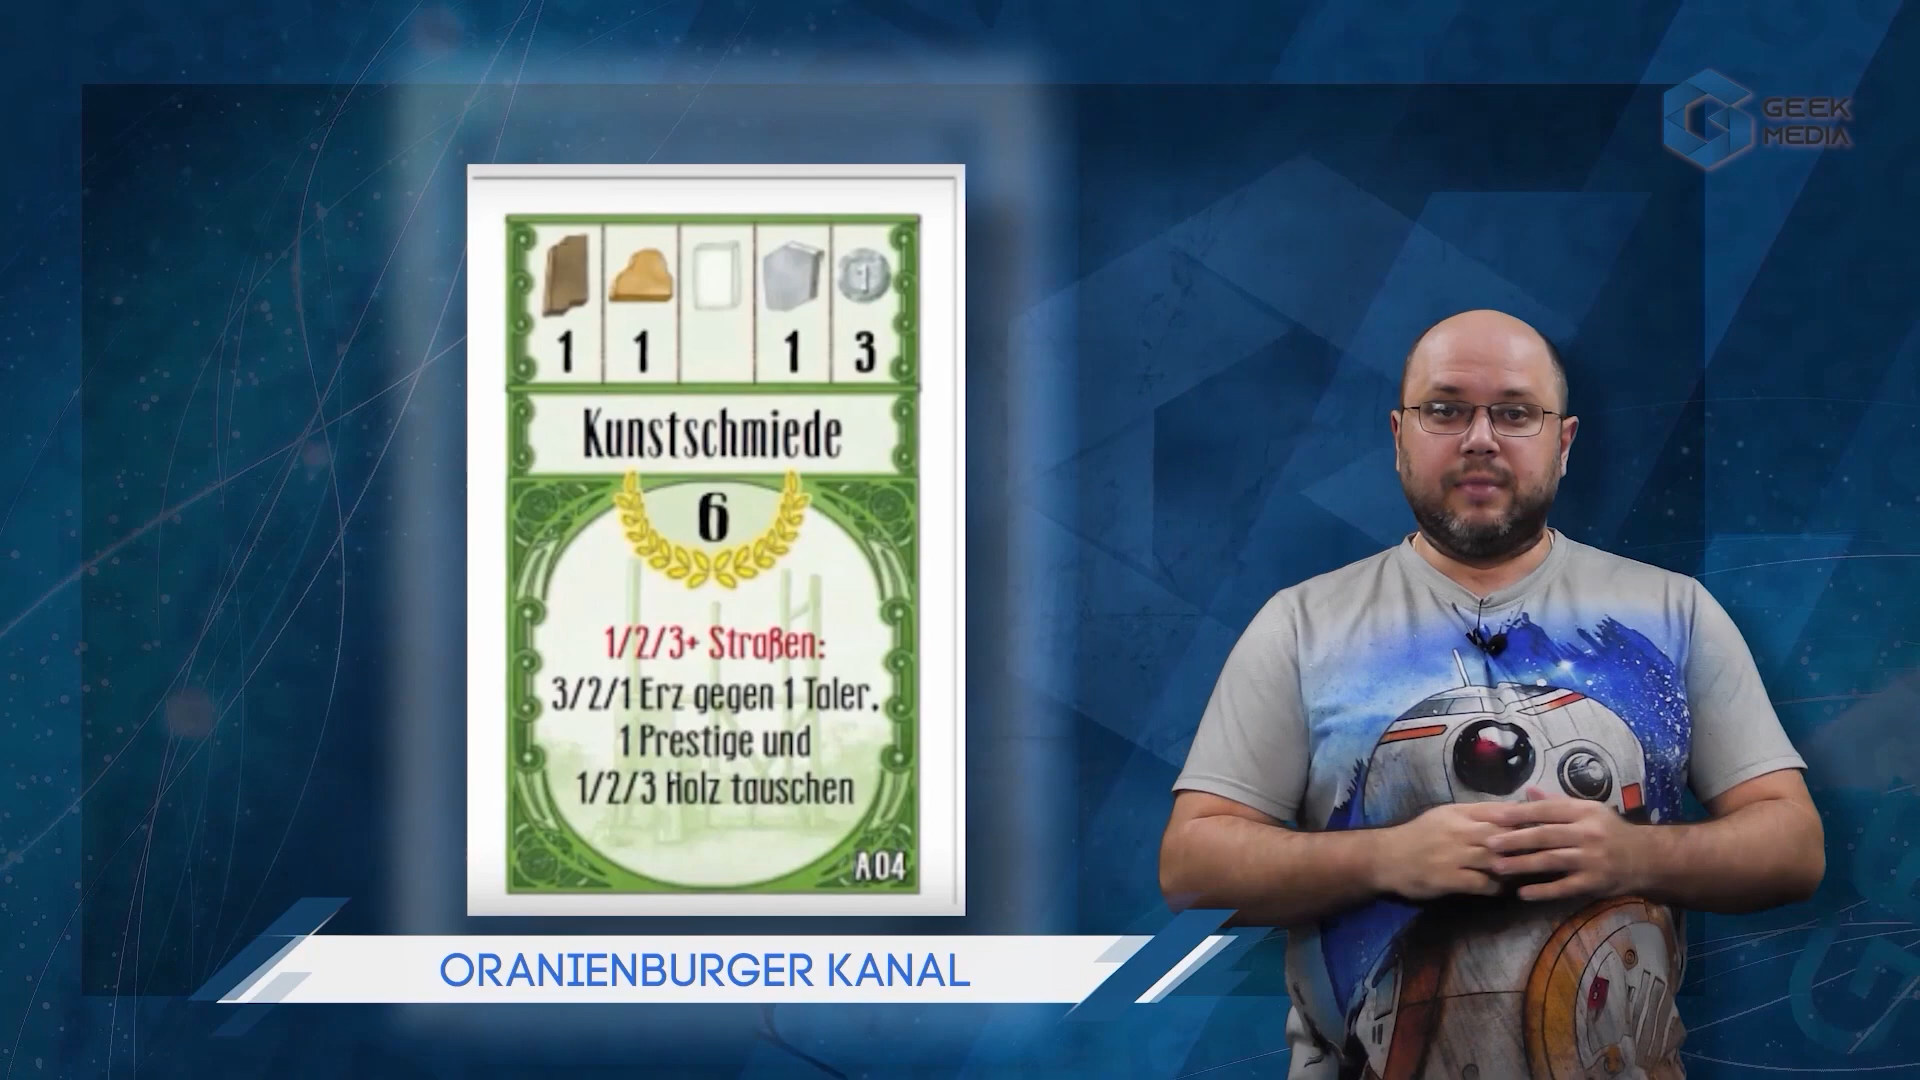 GEEK
MEDIA
1
1 1 1 3
Kunstschmiede
6
1/2/3+ Straßen:
3/2/1 Erz gegen 1 Taler,
1 Prestige und
1/2/3 Holz tauschen
A04
ORANIENBURGER KANAL